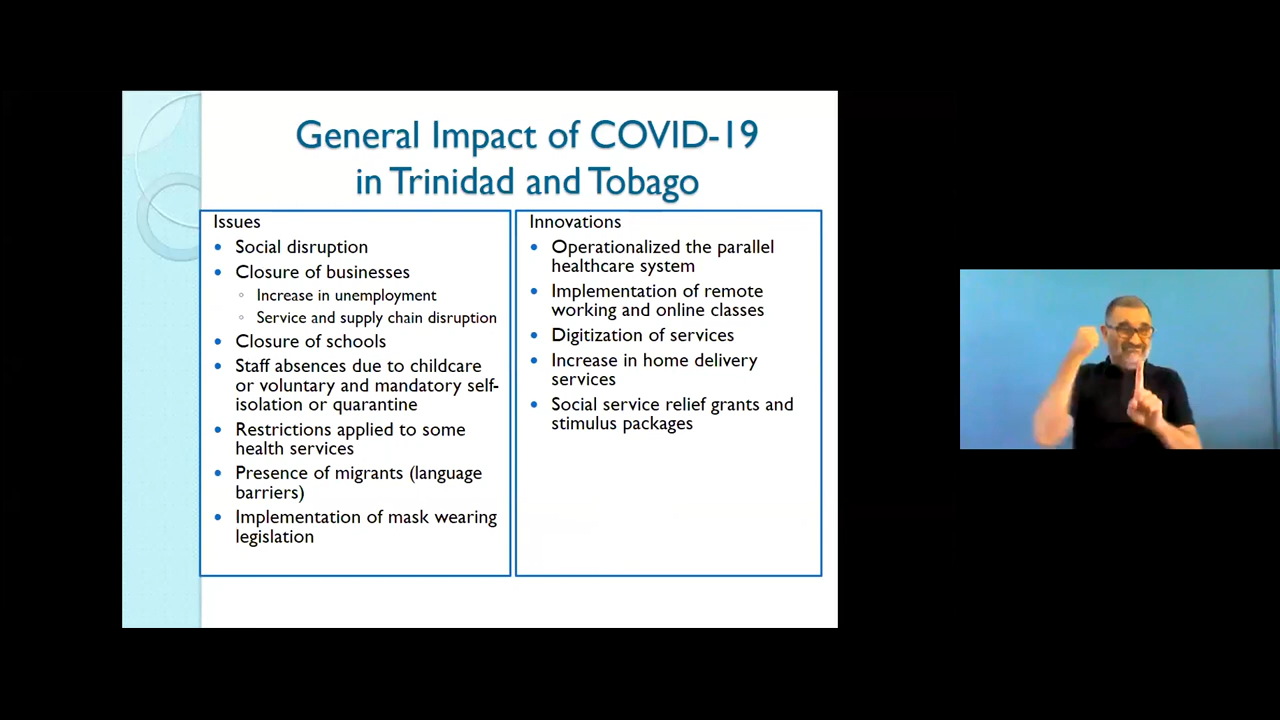 General Impact of COVID-19
in Trinidad and Tobago
Issues
Social disruption
Closure of businesses
Increase in unemployment
Service and supply chain disruption
Closure of schools
Staff absences due to childcare
or voluntary and mandatory self-
isolation or quarantine
Restrictions applied to some
health services
Presence of migrants (language
barriers)
Implementation of mask wearing
legislation
Innovations
Operationalized the parallel
healthcare system
Implementation of remote
working and online classes
Digitization of services
Increase in home delivery
services
Social service relief grants and
stimulus packages